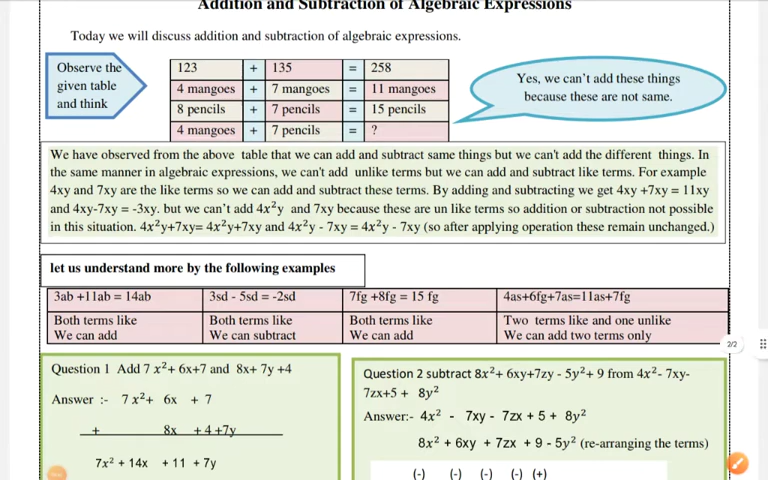 Addition and Subtraction of Algebraic Expressions
Today we will discuss addition and subtraction of algebraic expressions.
Observe the
given table
and think
123 + 135 = 258
4 mangoes + 7 mangoes = 11 mangoes
8 pencils + 7 pencils = 15 pencils
4 mangoes + 7 pencils = ?
Yes, we can't add these things
because these are not same.
We have observed from the above table that we can add and subtract same things but we can't add the different things. In
the same manner in algebraic expressions, we can't add unlike terms but we can add and subtract like terms. For example
4xy and 7xy are the like terms so we can add and subtract these terms. By adding and subtracting we get 4xy +7xy = 11xy
and 4xy-7xy = -3xy. but we can't add 4x²y and 7xy because these are un like terms so addition or subtraction not possible
in this situation. 4x²y+7xy= 4x²y+7xy and 4x²y - 7xy = 4x²y - 7xy (so after applying operation these remain unchanged.)
let us understand more by the following examples
3ab +11ab = 14ab
Both terms like
We can add
3sd - 5sd = -2sd
Both terms like
We can subtract
7fg +8fg = 15 fg
Both terms like
We can add
4as+6fg+7as=11as+7fg
Two terms like and one unlike
We can add two terms only
2/2
Question 1 Add 7 x²+ 6x+7 and 8x+ 7y +4
Answer :- 7 x²+ 6x + 7
+ 8x + 4 +7y
7x² + 14x + 11 + 7y
Question 2 subtract 8x²+ 6xy+7zy - 5y²+ 9 from 4x²- 7xy-
7zx+5 + 8y²
Answer:- 4x² - 7xy - 7zx + 5 + 8y²
8x² + 6xy + 7zx + 9 - 5y² (re-arranging the terms)
(-) (-) (-) (-) (+)